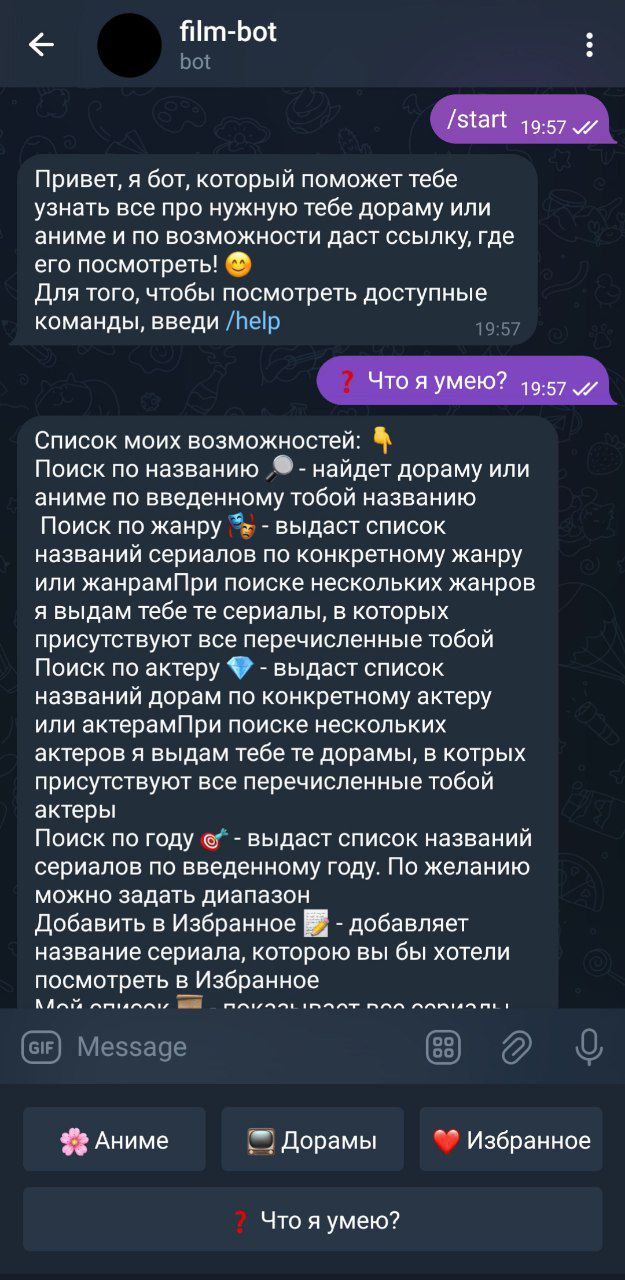 film-bot
bot
/start 19:57
Привет, я бот, который поможет тебе
узнать все про нужную тебе дораму или
аниме и по возможности даст ссылку, где
его посмотреть! 😊
Для того, чтобы посмотреть доступные
команды, введи /help 19:57
❓ Что я умею? 19:57
Список моих возможностей: 👇
Поиск по названию 🔎 - найдет дораму или
аниме по введенному тобой названию
Поиск по жанру 🎭 - выдаст список
названий сериалов по конкретному жанру
или жанрамПри поиске нескольких жанров
я выдам тебе те сериалы, в которых
присутствуют все перечисленные тобой
Поиск по актеру 💎 - выдаст список
названий дорам по конкретному актеру
или актерамПри поиске нескольких
актеров я выдам тебе те дорамы, в котрых
присутствуют все перечисленные тобой
актеры
Поиск по году 🎯 - выдаст список названий
сериалов по введенному году. По желанию
можно задать диапазон
Добавить в Избранное 📝 - добавляет
название сериала, которою вы бы хотели
посмотреть в Избранное
Мой список - показывает все сериалы
GIF Message
🌸 Аниме 📺 Дорамы ❤️ Избранное
❓ Что я умею?